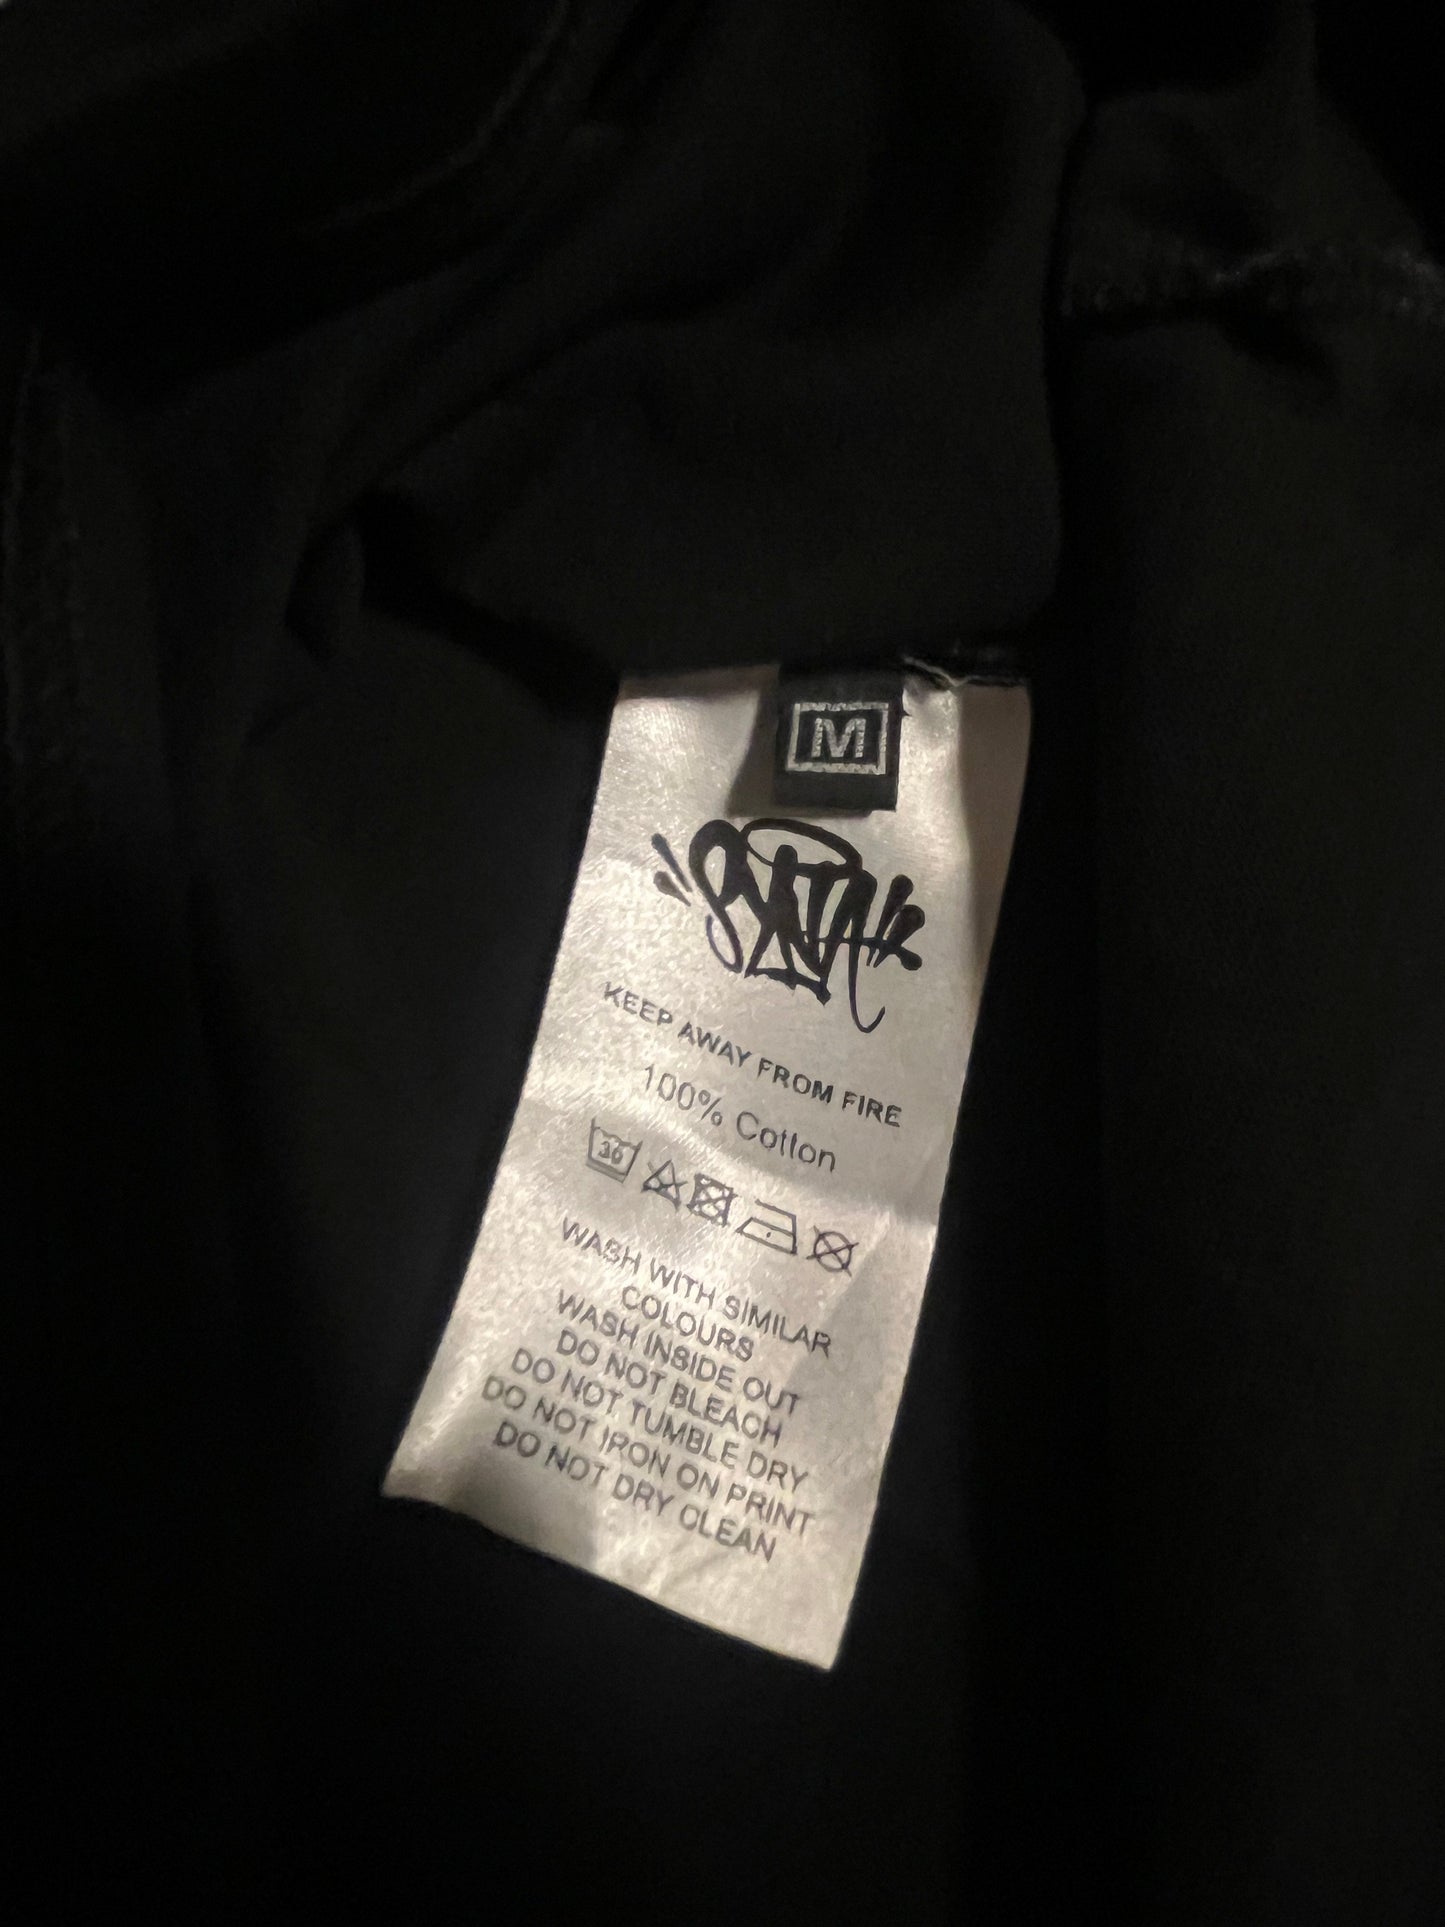 M
SYNA
KEEP AWAY FROM FIRE
100% Cotton
30
WASH WITH SIMILAR
COLOURS
WASH INSIDE OUT
DO NOT BLEACH
DO NOT TUMBLE DRY
DO NOT IRON ON PRINT
DO NOT DRY CLEAN